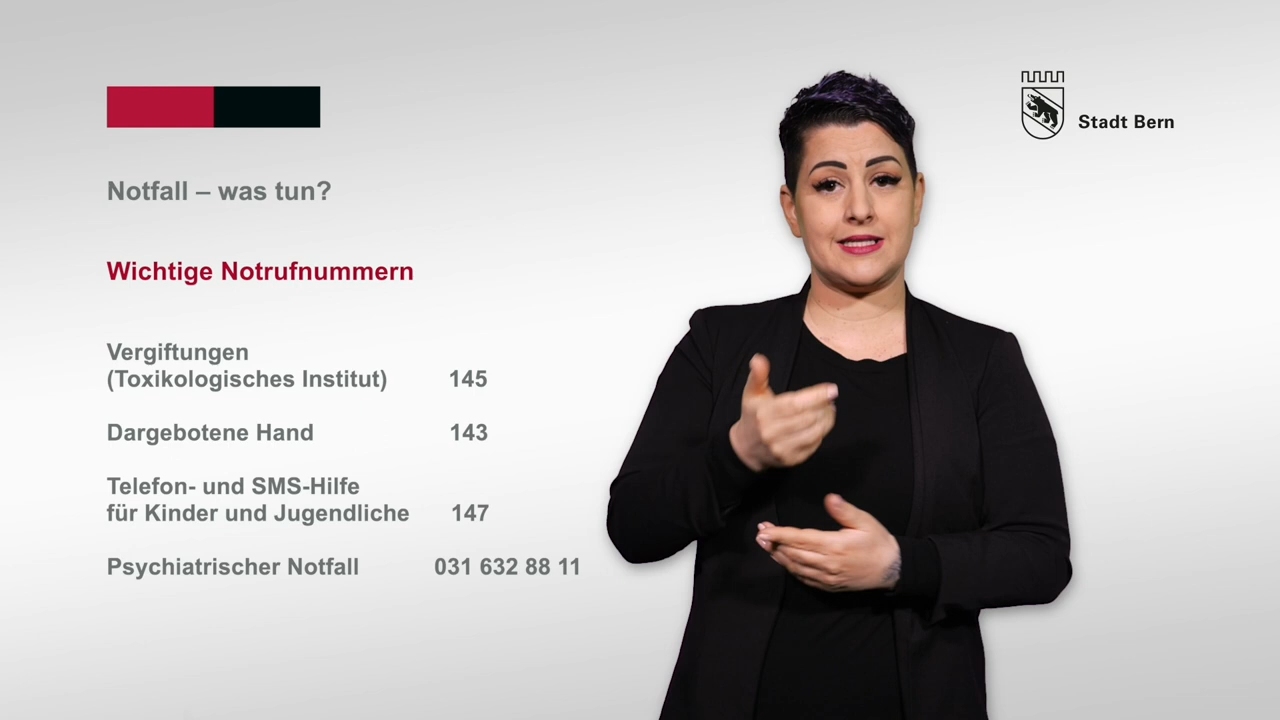 Stadt Bern
Notfall – was tun?
Wichtige Notrufnummern
Vergiftungen
(Toxikologisches Institut) 145
Dargebotene Hand 143
Telefon- und SMS-Hilfe
für Kinder und Jugendliche 147
Psychiatrischer Notfall 031 632 88 11